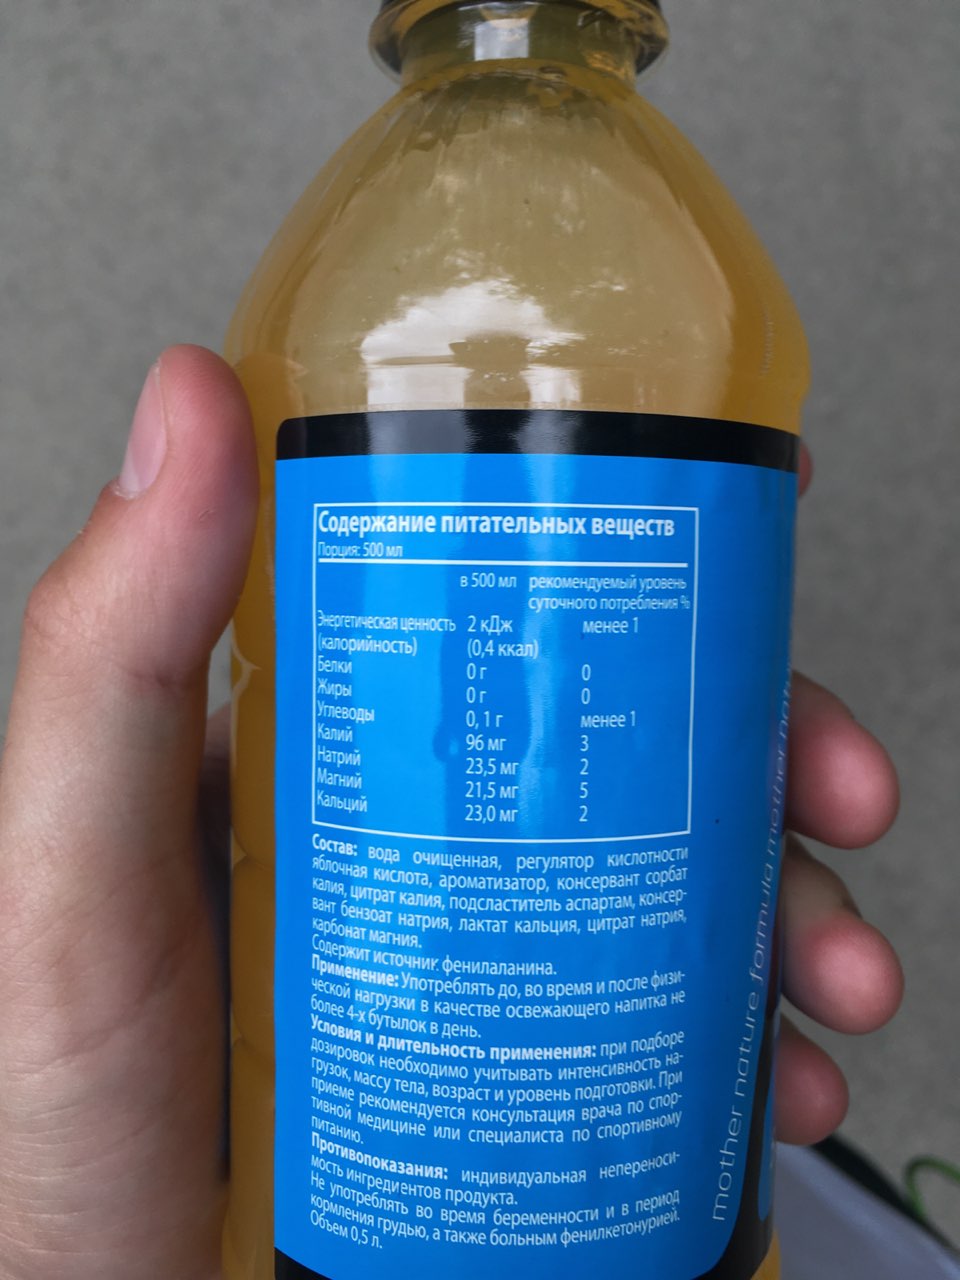 Содержание питательных веществ
Порция: 500 мл
в 500 мл рекомендуемый уровень
суточного потребления %
Энергетическая ценность 2 кДж менее 1
(калорийность) (0,4 ккал)
Белки 0 г 0
Жиры 0 г 0
Углеводы 0, 1 г менее 1
Калий 96 мг 3
Натрий 23,5 мг 2
Магний 21,5 мг 5
Кальций 23,0 мг 2
Состав: вода очищенная, регулятор кислотности
яблочная кислота, ароматизатор, консервант сорбат
калия, цитрат калия, подсластитель аспартам, консер-
вант бензоат натрия, лактат кальция, цитрат натрия,
карбонат магния.
Содержит источник фенилаланина.
Применение: Употреблять до, во время и после физи-
ческой нагрузки в качестве освежающего напитка не
более 4-х бутылок в день.
Условия и длительность применения: при подборе
дозировок необходимо учитывать интенсивность на-
грузок, массу тела, возраст и уровень подготовки. При
приеме рекомендуется консультация врача по спор-
тивной медицине или специалиста по спортивному
питанию.
Противопоказания: индивидуальная непереноси-
мость ингредиентов продукта.
Не употреблять во время беременности и в период
кормления грудью, а также больным фенилкетонурией.
Объем 0,5 л.
mother nature formula mother